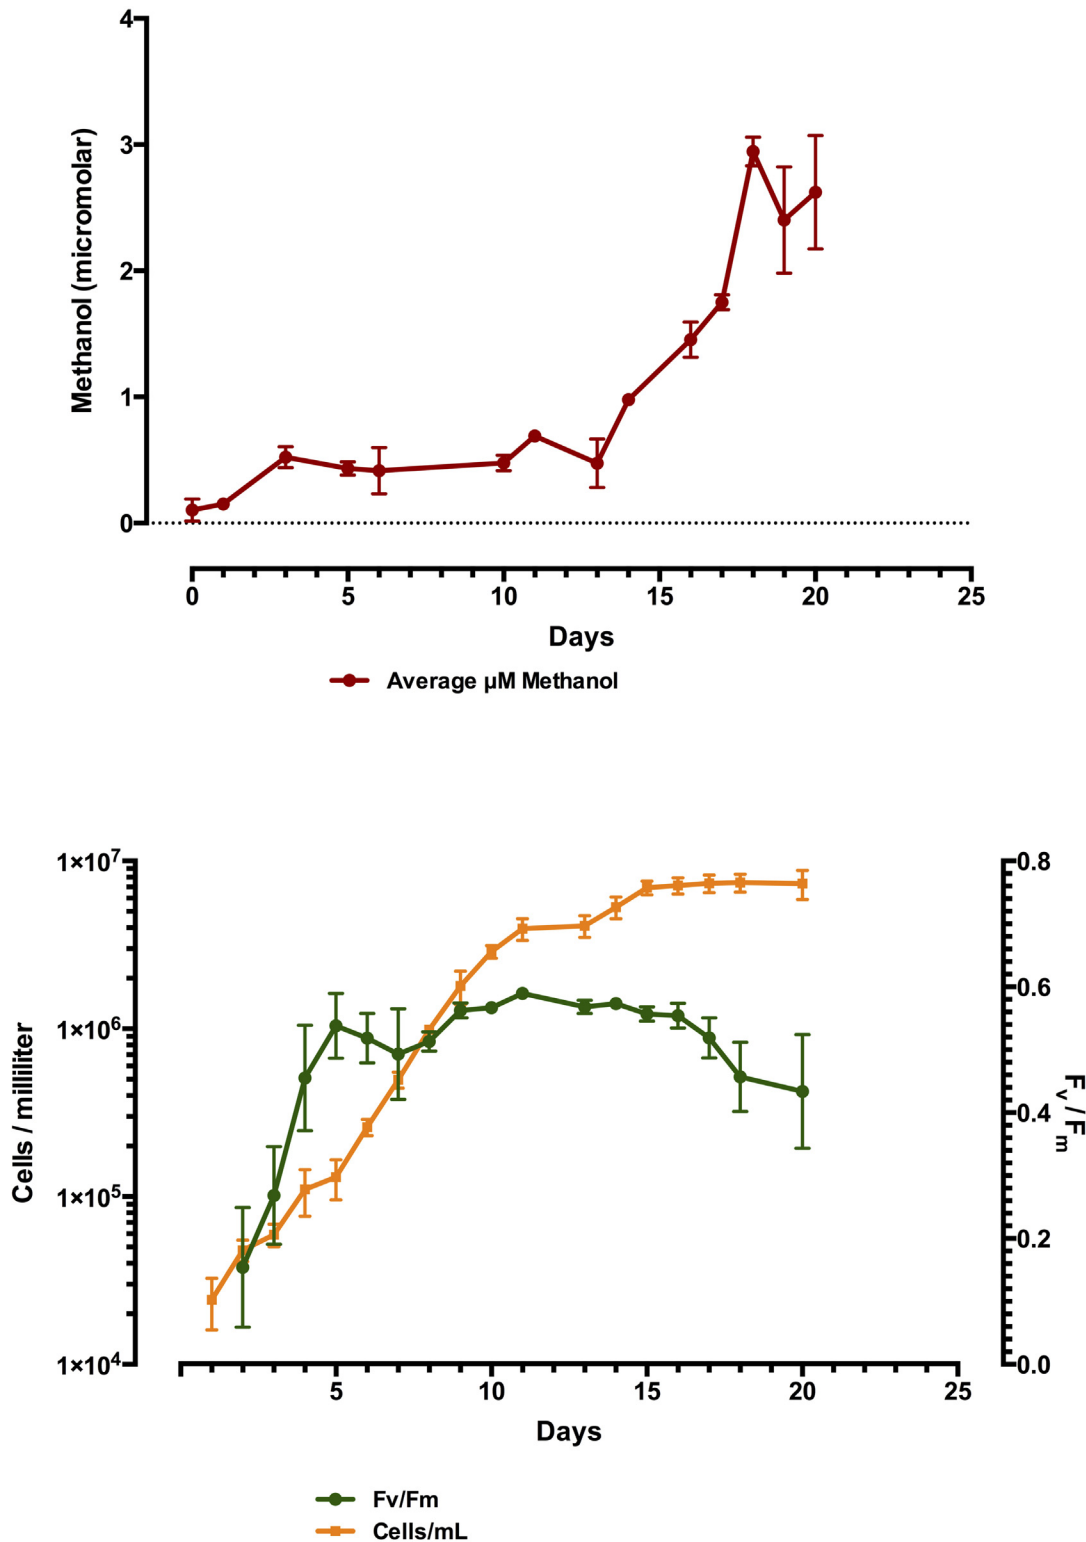 4
3
2
1
0
Methanol (micromolar)
0 5 10 15 20 25
Days
Average µM Methanol
1×10⁷
1×10⁶
1×10⁵
1×10⁴
Cells / milliliter
0.8
0.6
0.4
0.2
0.0
Fᵥ / Fₘ
5 10 15 20 25
Days
Fv/Fm
Cells/mL